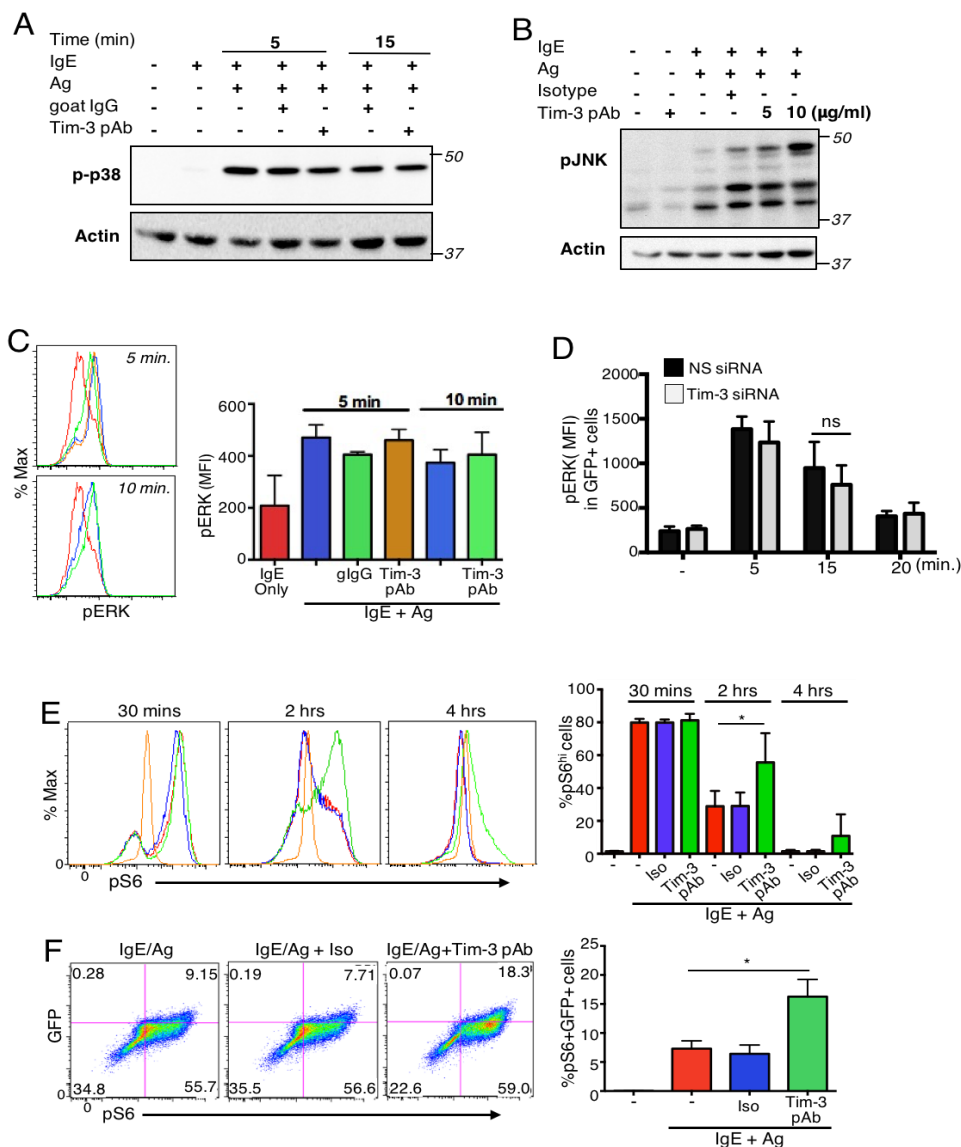 A
Time (min) 5 15
IgE - + + + + + +
Ag - - + + + + +
goat IgG - - - + - + -
Tim-3 pAb - - - - + - +
p-p38
50
Actin
37
B
IgE - - + + + +
Ag - - + + + +
Isotype - - - + - -
Tim-3 pAb - + - - 5 10 (µg/ml)
pJNK
50
37
Actin
37
C
5 min.
10 min.
% Max
pERK
pERK (MFI)
600
400
200
0
5 min 10 min
IgE Only gIgG Tim-3 pAb Tim-3 pAb
IgE + Ag
D
NS siRNA
Tim-3 siRNA
pERK( MFI)
in GFP+ cells
2000
1500
1000
500
0
ns
- 5 15 20 (min.)
E
30 mins 2 hrs 4 hrs
% Max
0
0
pS6
%pS6hi cells
100
80
60
40
20
0
30 mins 2 hrs 4 hrs
*
- - Iso Tim-3 pAb - Iso Tim-3 pAb - Iso Tim-3 pAb
IgE + Ag
F
IgE/Ag IgE/Ag + Iso IgE/Ag+Tim-3 pAb
0.28 9.15 0.19 7.71 0.07 18.3
GFP
34.8 55.7 35.5 56.6 22.6 59.0
0
0
pS6
%pS6+GFP+ cells
25
20
15
10
5
0
*
- - Iso Tim-3 pAb
IgE + Ag